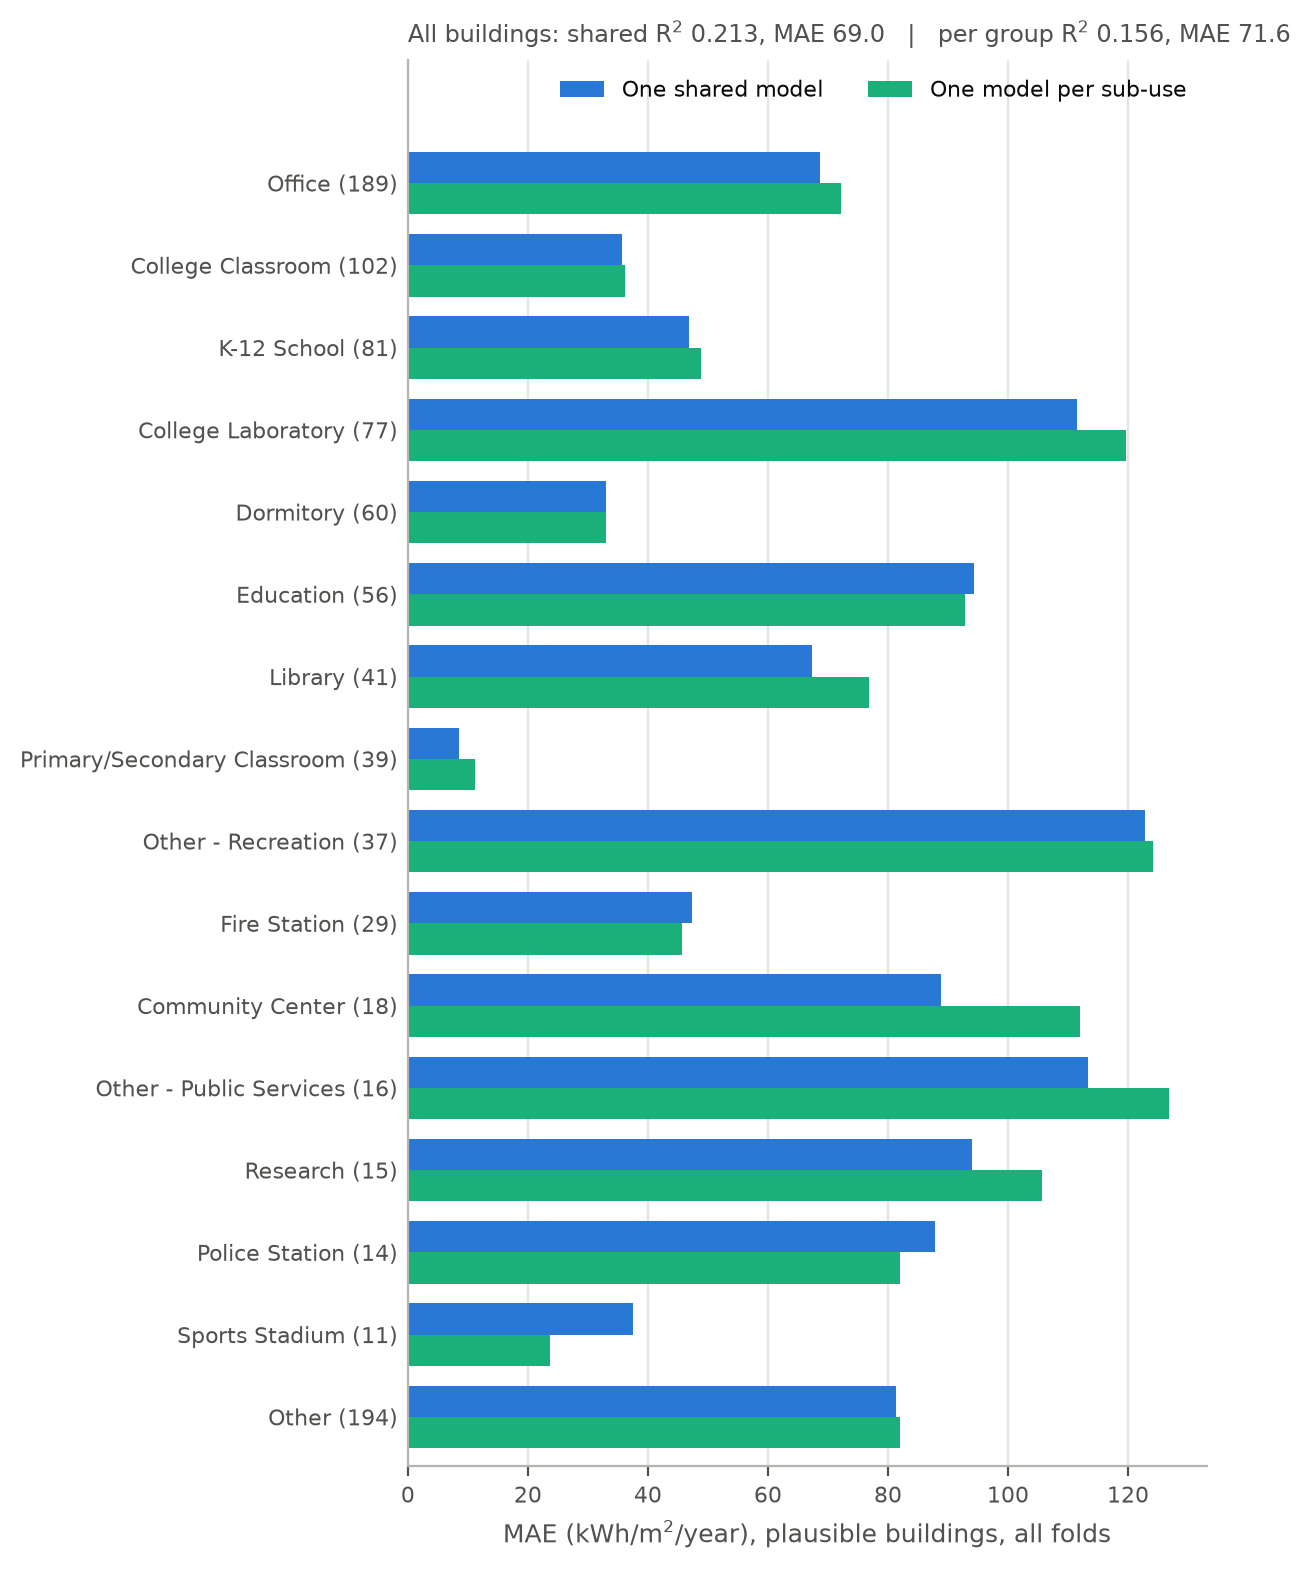 All buildings: shared R² 0.213, MAE 69.0 | per group R² 0.156, MAE 71.6
One shared model
One model per sub-use
Office (189)
College Classroom (102)
K-12 School (81)
College Laboratory (77)
Dormitory (60)
Education (56)
Library (41)
Primary/Secondary Classroom (39)
Other - Recreation (37)
Fire Station (29)
Community Center (18)
Other - Public Services (16)
Research (15)
Police Station (14)
Sports Stadium (11)
Other (194)
0 20 40 60 80 100 120
MAE (kWh/m²/year), plausible buildings, all folds